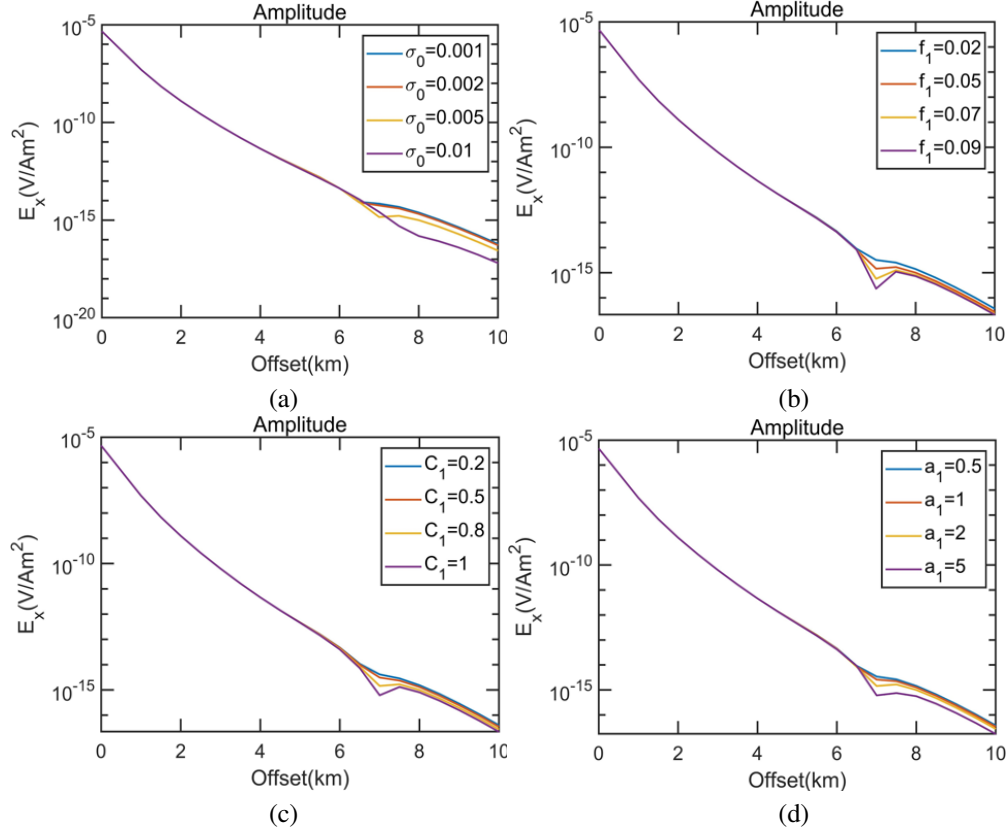 Amplitude
10^-5
10^-10
10^-15
10^-20
E_x(V/Am^2)
σ_0=0.001
σ_0=0.002
σ_0=0.005
σ_0=0.01
0 2 4 6 8 10
Offset(km)
(a)
Amplitude
10^-5
10^-10
10^-15
E_x(V/Am^2)
f_1=0.02
f_1=0.05
f_1=0.07
f_1=0.09
0 2 4 6 8 10
Offset(km)
(b)
Amplitude
10^-5
10^-10
10^-15
E_x(V/Am^2)
C_1=0.2
C_1=0.5
C_1=0.8
C_1=1
0 2 4 6 8 10
Offset(km)
(c)
Amplitude
10^-5
10^-10
10^-15
E_x(V/Am^2)
a_1=0.5
a_1=1
a_1=2
a_1=5
0 2 4 6 8 10
Offset(km)
(d)